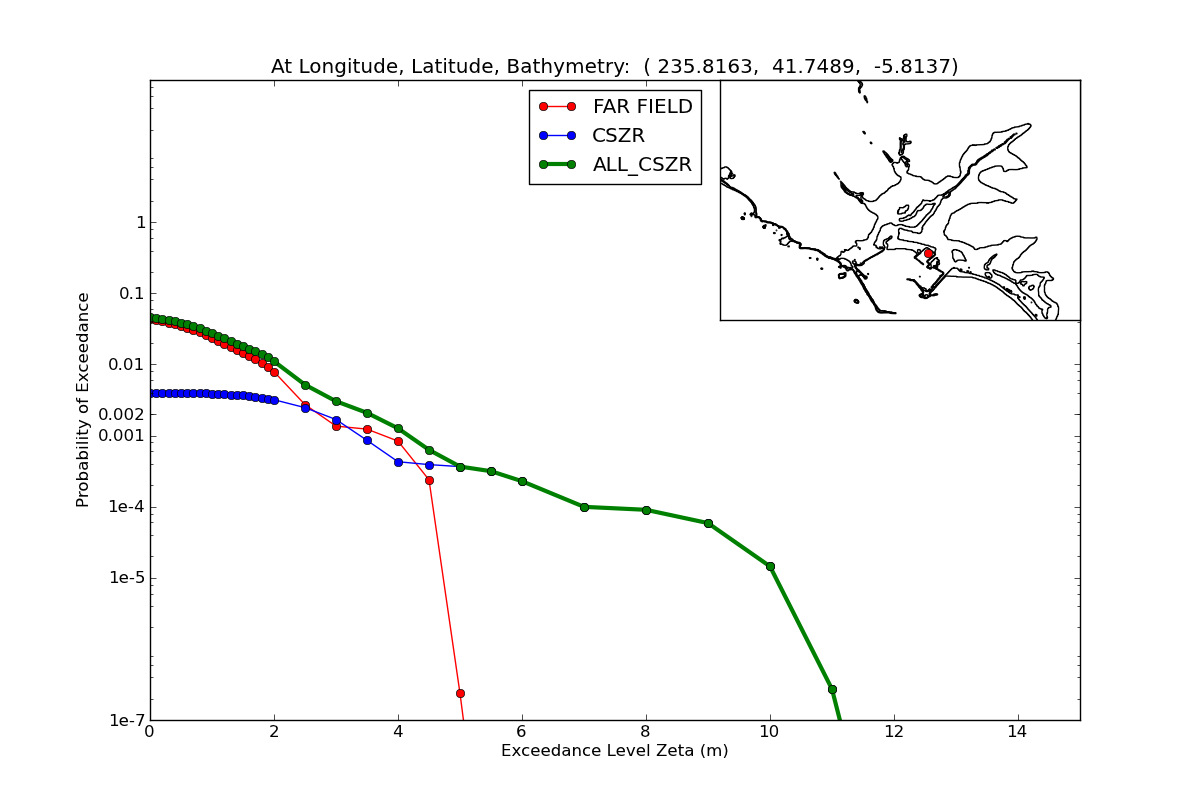 At Longitude, Latitude, Bathymetry: ( 235.8163, 41.7489, -5.8137)
FAR FIELD
CSZR
ALL_CSZR
Probability of Exceedance
1
0.1
0.01
0.002
0.001
1e-4
1e-5
1e-7
0 2 4 6 8 10 12 14
Exceedance Level Zeta (m)